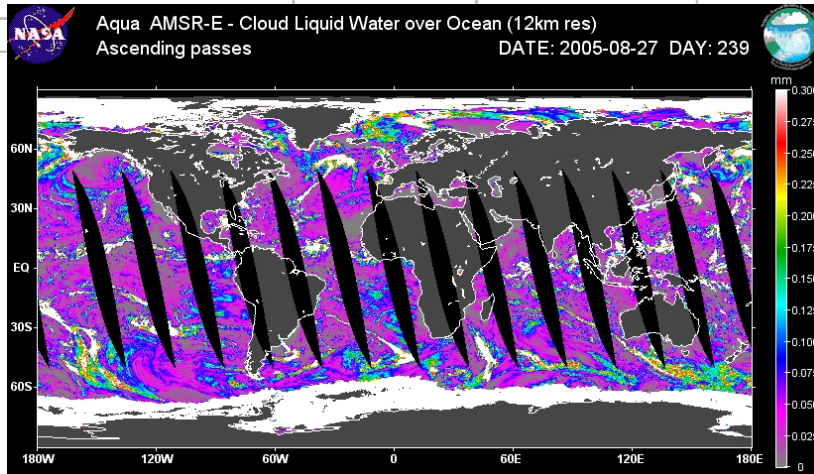 NASA
Aqua AMSR-E - Cloud Liquid Water over Ocean (12km res)
Ascending passes
DATE: 2005-08-27 DAY: 239
mm
0.300
0.275
0.250
0.225
0.200
0.175
0.150
0.125
0.100
0.075
0.050
0.025
0
60N
30N
EQ
30S
60S
180W
120W
60W
0
60E
120E
180E